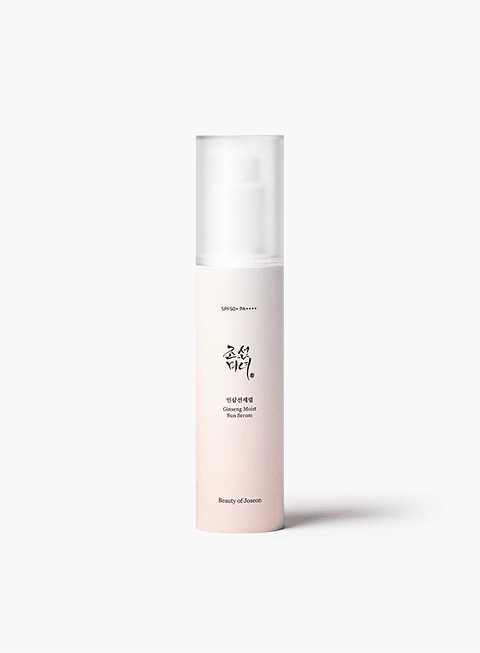 SPF50+ PA++++
조선
미녀
인삼선세럼
Ginseng Moist
Sun Serum
Beauty of Joseon